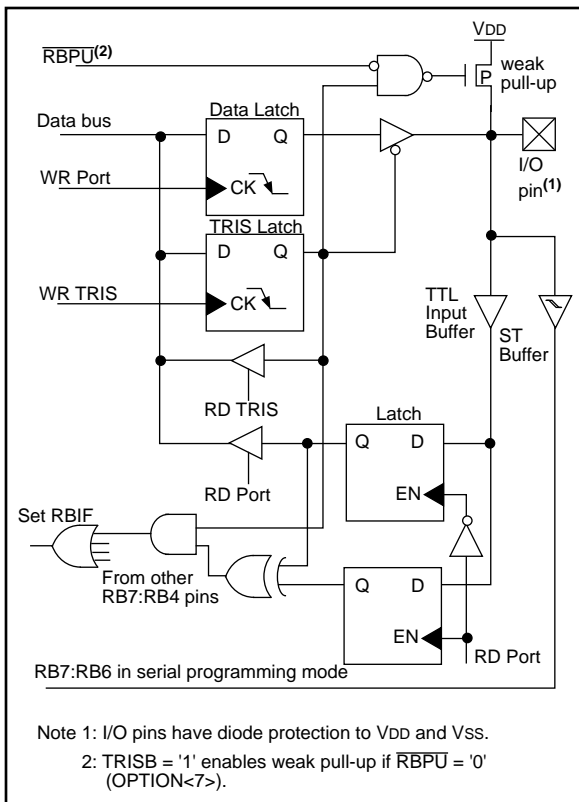 VDD
RBPU(2)
weak
pull-up
P
Data Latch
Data bus
D Q
I/O
pin(1)
WR Port
CK
TRIS Latch
D Q
WR TRIS
CK
TTL
Input
Buffer
ST
Buffer
RD TRIS
Latch
Q D
RD Port
EN
Set RBIF
From other
RB7:RB4 pins
Q D
EN
RD Port
RB7:RB6 in serial programming mode
Note 1: I/O pins have diode protection to VDD and VSS.
2: TRISB = '1' enables weak pull-up if RBPU = '0'
(OPTION<7>).